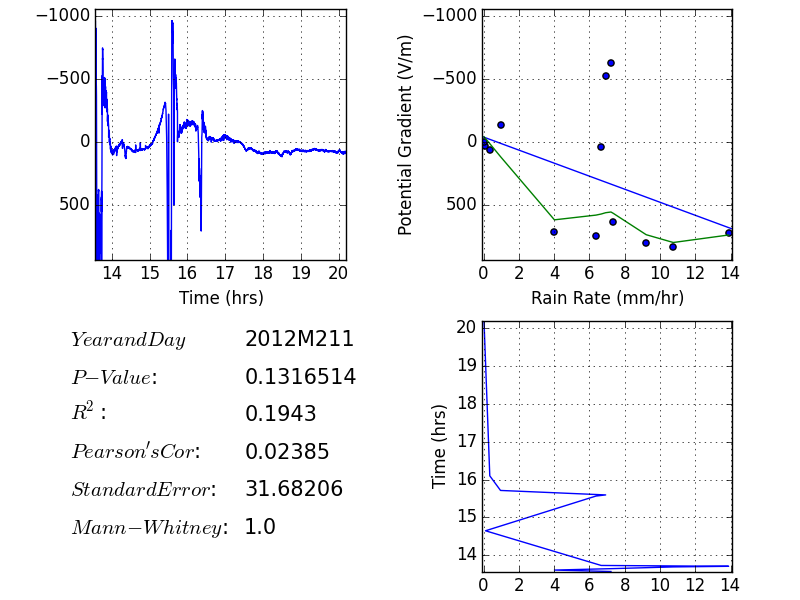 −1000
−500
0
500
14 15 16 17 18 19 20
Time (hrs)
−1000
−500
0
500
Potential Gradient (V/m)
0 2 4 6 8 10 12 14
Rain Rate (mm/hr)
YearandDay 2012M211
P−Value: 0.1316514
R²: 0.1943
Pearson'sCor: 0.02385
StandardError: 31.68206
Mann−Whitney: 1.0
20
19
18
17
16
15
14
Time (hrs)
0 2 4 6 8 10 12 14